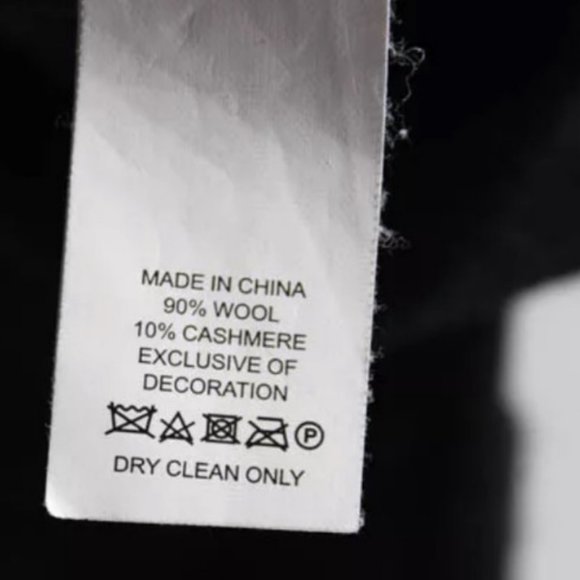 MADE IN CHINA
90% WOOL
10% CASHMERE
EXCLUSIVE OF
DECORATION
P
DRY CLEAN ONLY